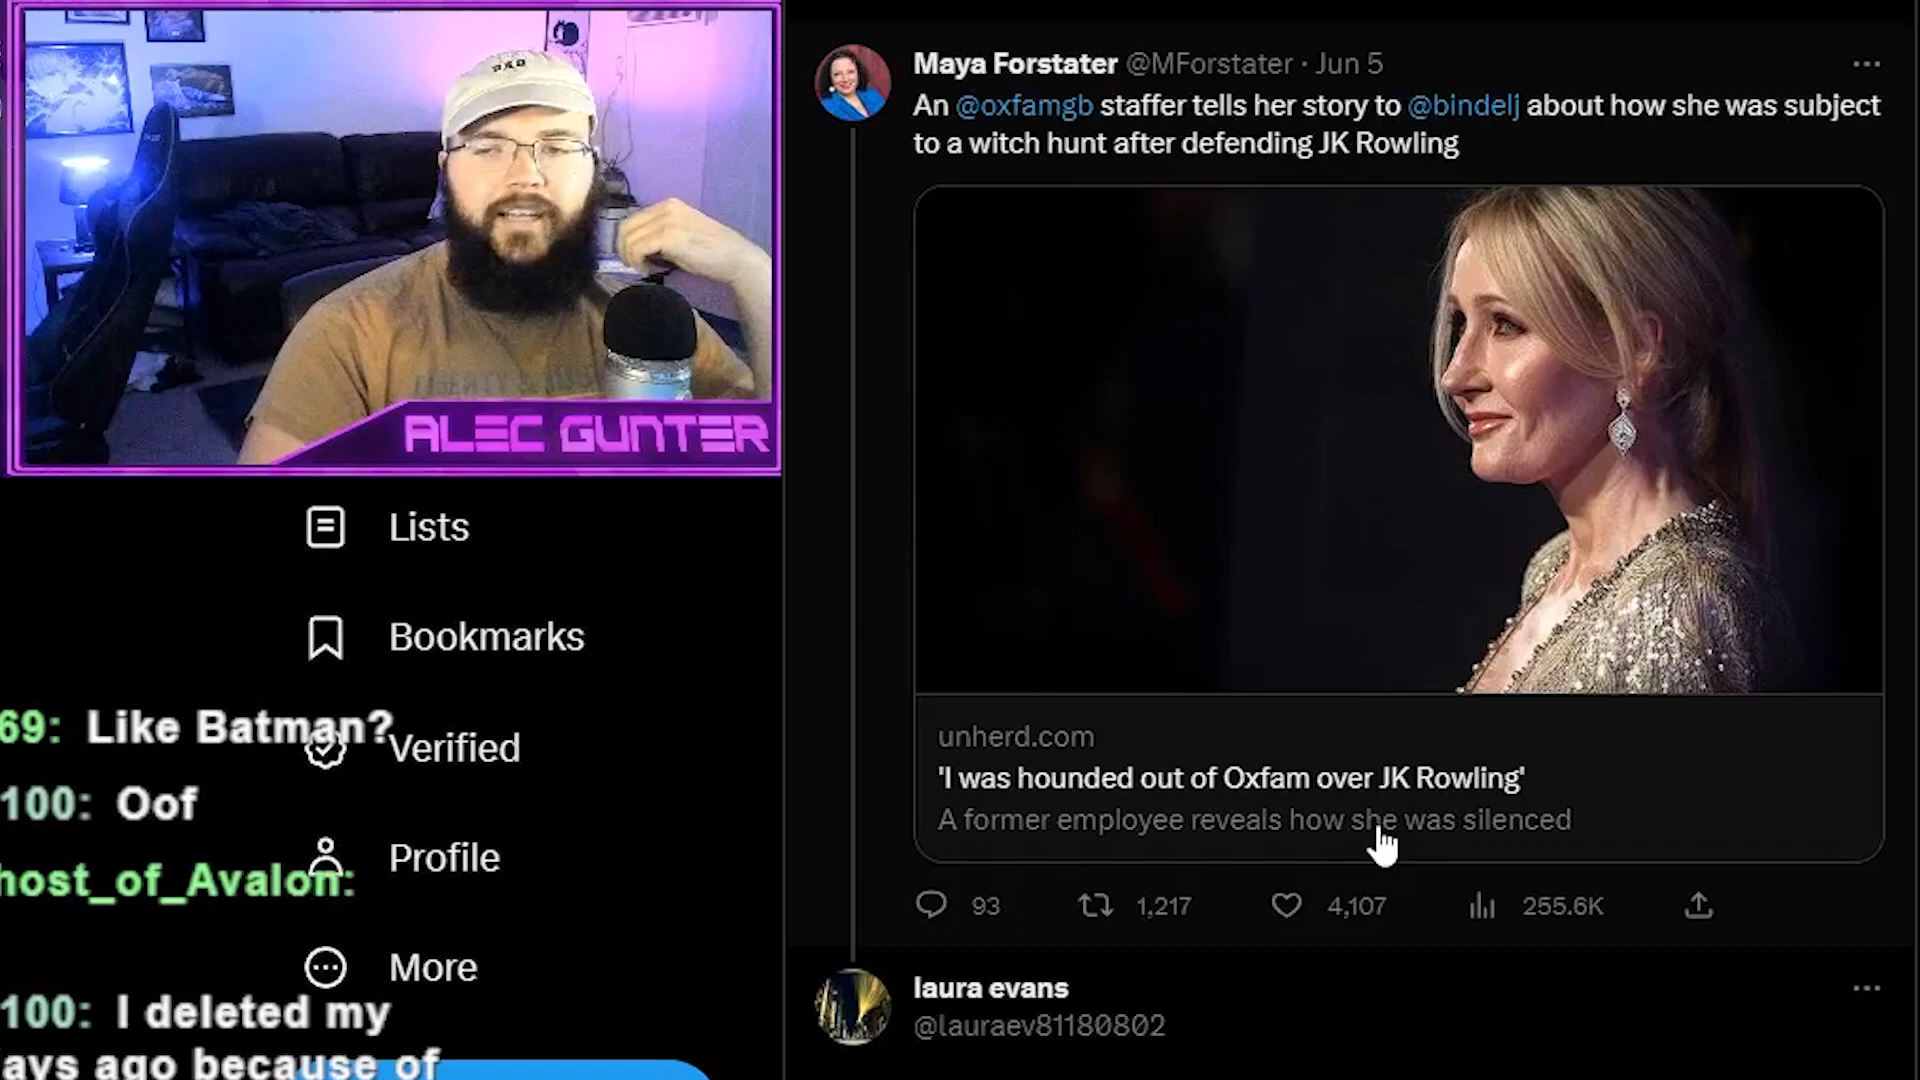 DAD
ALEC GUNTER
Lists
Bookmarks
69: Like Batman?
Verified
100: Oof
Profile
host_of_Avalon:
More
100: I deleted my
ays ago because of
Maya Forstater @MForstater · Jun 5
An @oxfamgb staffer tells her story to @bindelj about how she was subject
to a witch hunt after defending JK Rowling
unherd.com
'I was hounded out of Oxfam over JK Rowling'
A former employee reveals how she was silenced
93 1,217 4,107 255.6K
laura evans
@lauraev81180802